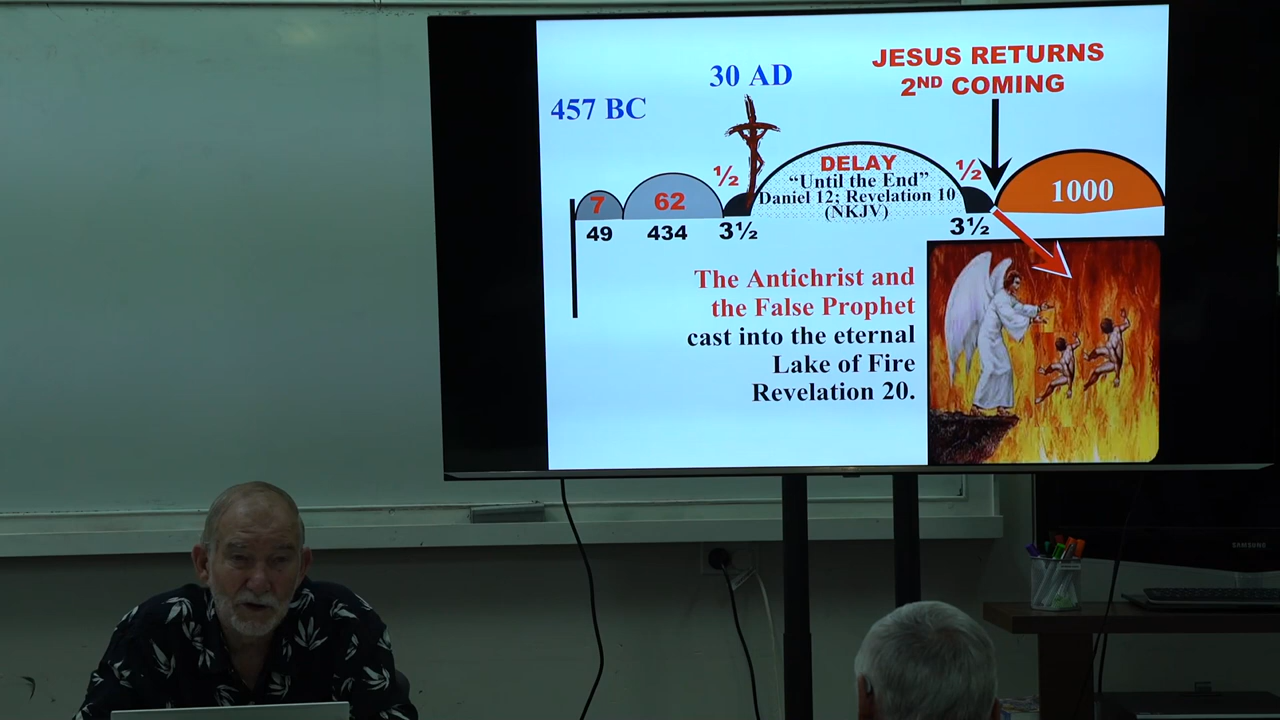 JESUS RETURNS
2ND COMING
30 AD
457 BC
½
DELAY
½
"Until the End"
7
62
Daniel 12; Revelation 10
1000
(NKJV)
49
434
3½
3½
The Antichrist and
the False Prophet
cast into the eternal
Lake of Fire
Revelation 20.
SAMSUNG